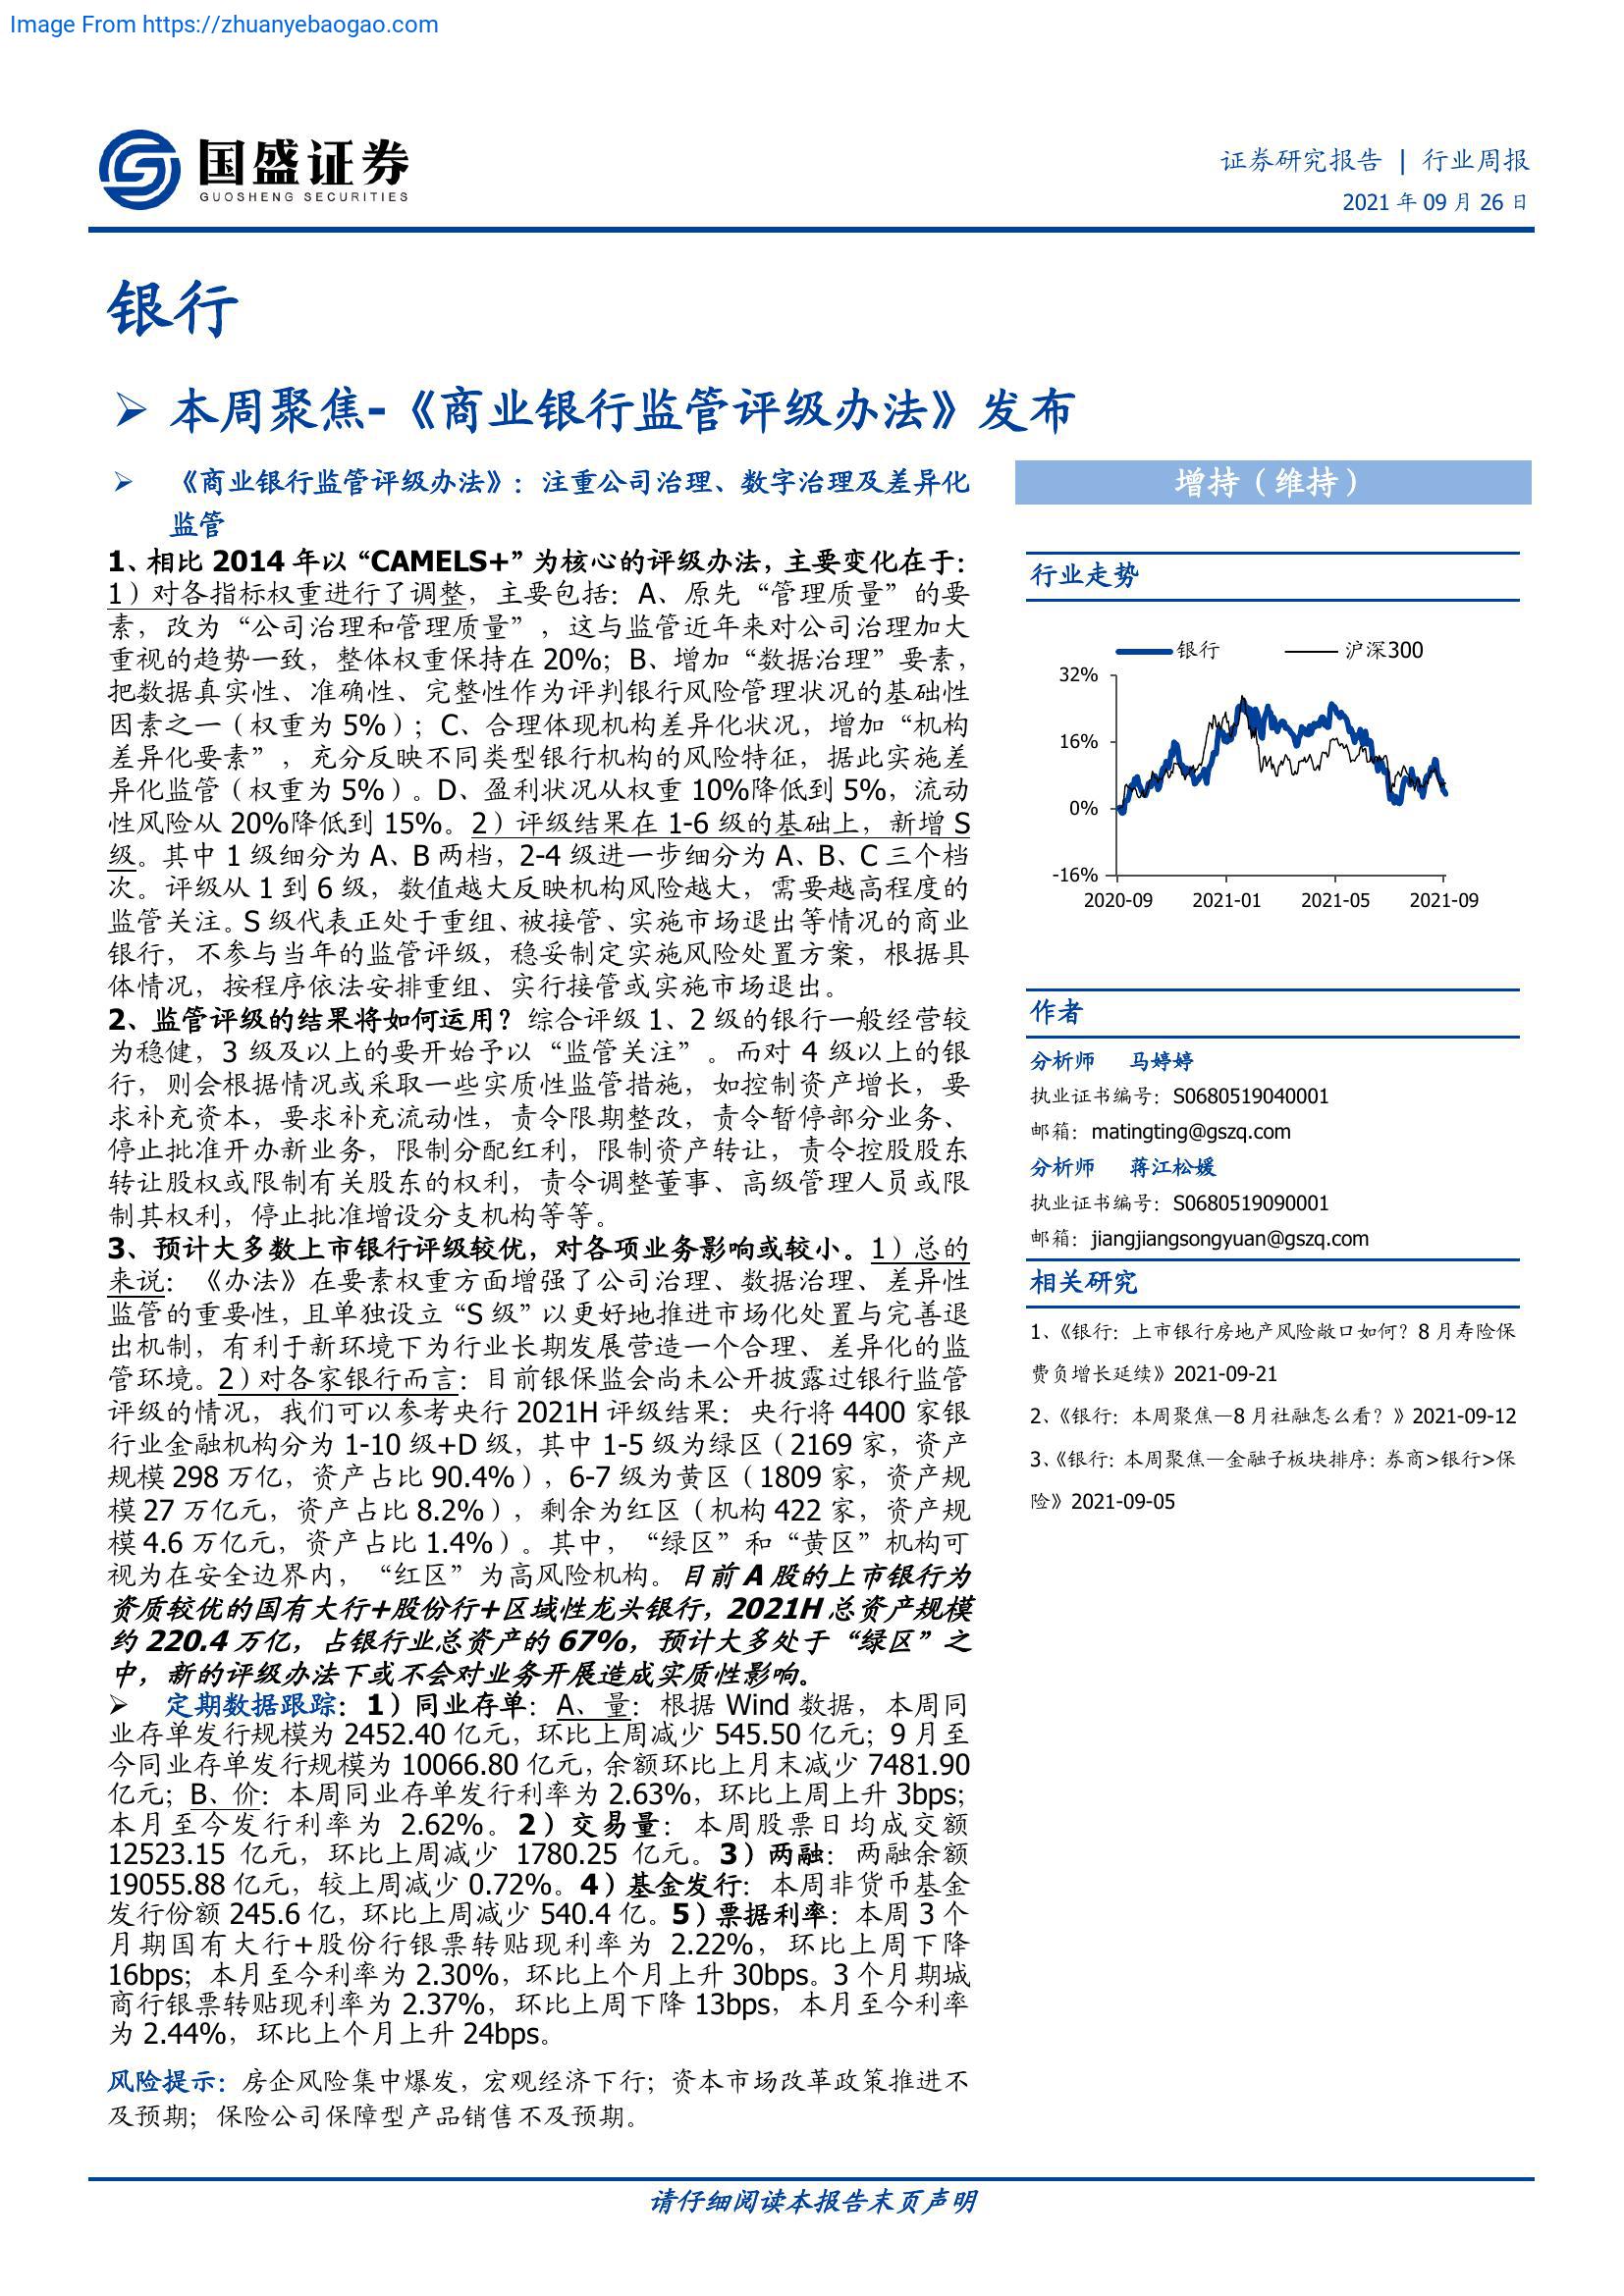 Image From https://zhuanyebaogao.com
国盛证券
GUOSHENG SECURITIES
证券研究报告 | 行业周报
2021 年 09 月 26 日
银行
本周聚焦-《商业银行监管评级办法》发布
《商业银行监管评级办法》:注重公司治理、数字治理及差异化
监管
1、相比 2014 年以“CAMELS+”为核心的评级办法,主要变化在于:
1)对各指标权重进行了调整,主要包括:A、原先“管理质量”的要
素,改为“公司治理和管理质量”,这与监管近年来对公司治理加大
重视的趋势一致,整体权重保持在 20%;B、增加“数据治理”要素,
把数据真实性、准确性、完整性作为评判银行风险管理状况的基础性
因素之一(权重为 5%);C、合理体现机构差异化状况,增加“机构
差异化要素”,充分反映不同类型银行机构的风险特征,据此实施差
异化监管(权重为 5%)。D、盈利状况从权重 10%降低到 5%,流动
性风险从 20%降低到 15%。2)评级结果在 1-6 级的基础上,新增 S
级。其中 1 级细分为 A、B 两档,2-4 级进一步细分为 A、B、C 三个档
次。评级从 1 到 6 级,数值越大反映机构风险越大,需要越高程度的
监管关注。S 级代表正处于重组、被接管、实施市场退出等情况的商业
银行,不参与当年的监管评级,稳妥制定实施风险处置方案,根据具
体情况,按程序依法安排重组、实行接管或实施市场退出。
2、监管评级的结果将如何运用?综合评级 1、2 级的银行一般经营较
为稳健,3 级及以上的要开始予以“监管关注”。而对 4 级以上的银
行,则会根据情况或采取一些实质性监管措施,如控制资产增长,要
求补充资本,要求补充流动性,责令限期整改,责令暂停部分业务、
停止批准开办新业务,限制分配红利,限制资产转让,责令控股股东
转让股权或限制有关股东的权利,责令调整董事、高级管理人员或限
制其权利,停止批准增设分支机构等等。
3、预计大多数上市银行评级较优,对各项业务影响或较小。1)总的
来说:《办法》在要素权重方面增强了公司治理、数据治理、差异性
监管的重要性,且单独设立“S 级”以更好地推进市场化处置与完善退
出机制,有利于新环境下为行业长期发展营造一个合理、差异化的监
管环境。2)对各家银行而言:目前银保监会尚未公开披露过银行监管
评级的情况,我们可以参考央行 2021H 评级结果:央行将 4400 家银
行业金融机构分为 1-10 级+D 级,其中 1-5 级为绿区(2169 家,资产
规模 298 万亿,资产占比 90.4%),6-7 级为黄区(1809 家,资产规
模 27 万亿元,资产占比 8.2%),剩余为红区(机构 422 家,资产规
模 4.6 万亿元,资产占比 1.4%)。其中,“绿区”和“黄区”机构可
视为在安全边界内,“红区”为高风险机构。目前 A 股的上市银行为
资质较优的国有大行+股份行+区域性龙头银行,2021H 总资产规模
约 220.4 万亿,占银行业总资产的 67%,预计大多处于“绿区”之
中,新的评级办法下或不会对业务开展造成实质性影响。
定期数据跟踪:1)同业存单:A、量:根据 Wind 数据,本周同
业存单发行规模为 2452.40 亿元,环比上周减少 545.50 亿元;9 月至
今同业存单发行规模为 10066.80 亿元,余额环比上月末减少 7481.90
亿元;B、价:本周同业存单发行利率为 2.63%,环比上周上升 3bps;
本月至今发行利率为 2.62%。2)交易量:本周股票日均成交额
12523.15 亿元,环比上周减少 1780.25 亿元。3)两融:两融余额
19055.88 亿元,较上周减少 0.72%。4)基金发行:本周非货币基金
发行份额 245.6 亿,环比上周减少 540.4 亿。5)票据利率:本周 3 个
月期国有大行+股份行银票转贴现利率为 2.22%,环比上周下降
16bps;本月至今利率为 2.30%,环比上个月上升 30bps。3 个月期城
商行银票转贴现利率为 2.37%,环比上周下降 13bps,本月至今利率
为 2.44%,环比上个月上升 24bps。
风险提示:房企风险集中爆发,宏观经济下行;资本市场改革政策推进不
及预期;保险公司保障型产品销售不及预期。
增持(维持)
行业走势
银行 沪深300
32%
16%
0%
-16%
2020-09 2021-01 2021-05 2021-09
作者
分析师 马婷婷
执业证书编号:S0680519040001
邮箱:matingting@gszq.com
分析师 蒋江松媛
执业证书编号:S0680519090001
邮箱:jiangjiangsongyuan@gszq.com
相关研究
1、《银行:上市银行房地产风险敞口如何?8 月寿险保
费负增长延续》2021-09-21
2、《银行:本周聚焦—8 月社融怎么看?》2021-09-12
3、《银行:本周聚焦—金融子板块排序:券商>银行>保
险》2021-09-05
请仔细阅读本报告末页声明